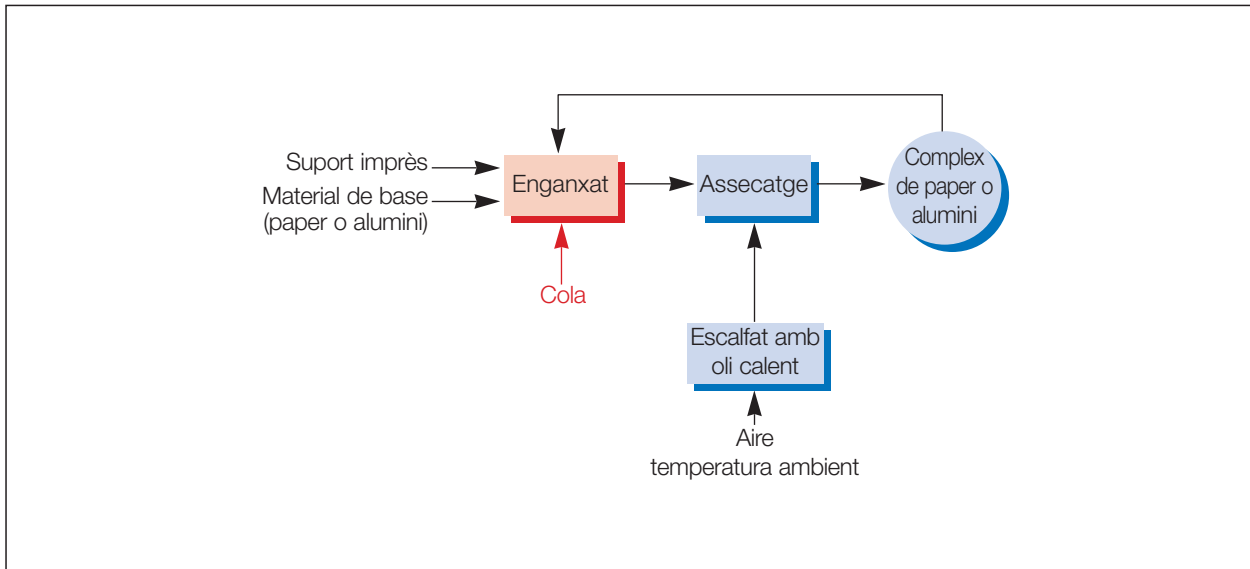 Suport imprès
Material de base
(paper o alumini)
Enganxat
Cola
Assecatge
Complex
de paper o
alumini
Escalfat amb
oli calent
Aire
temperatura ambient